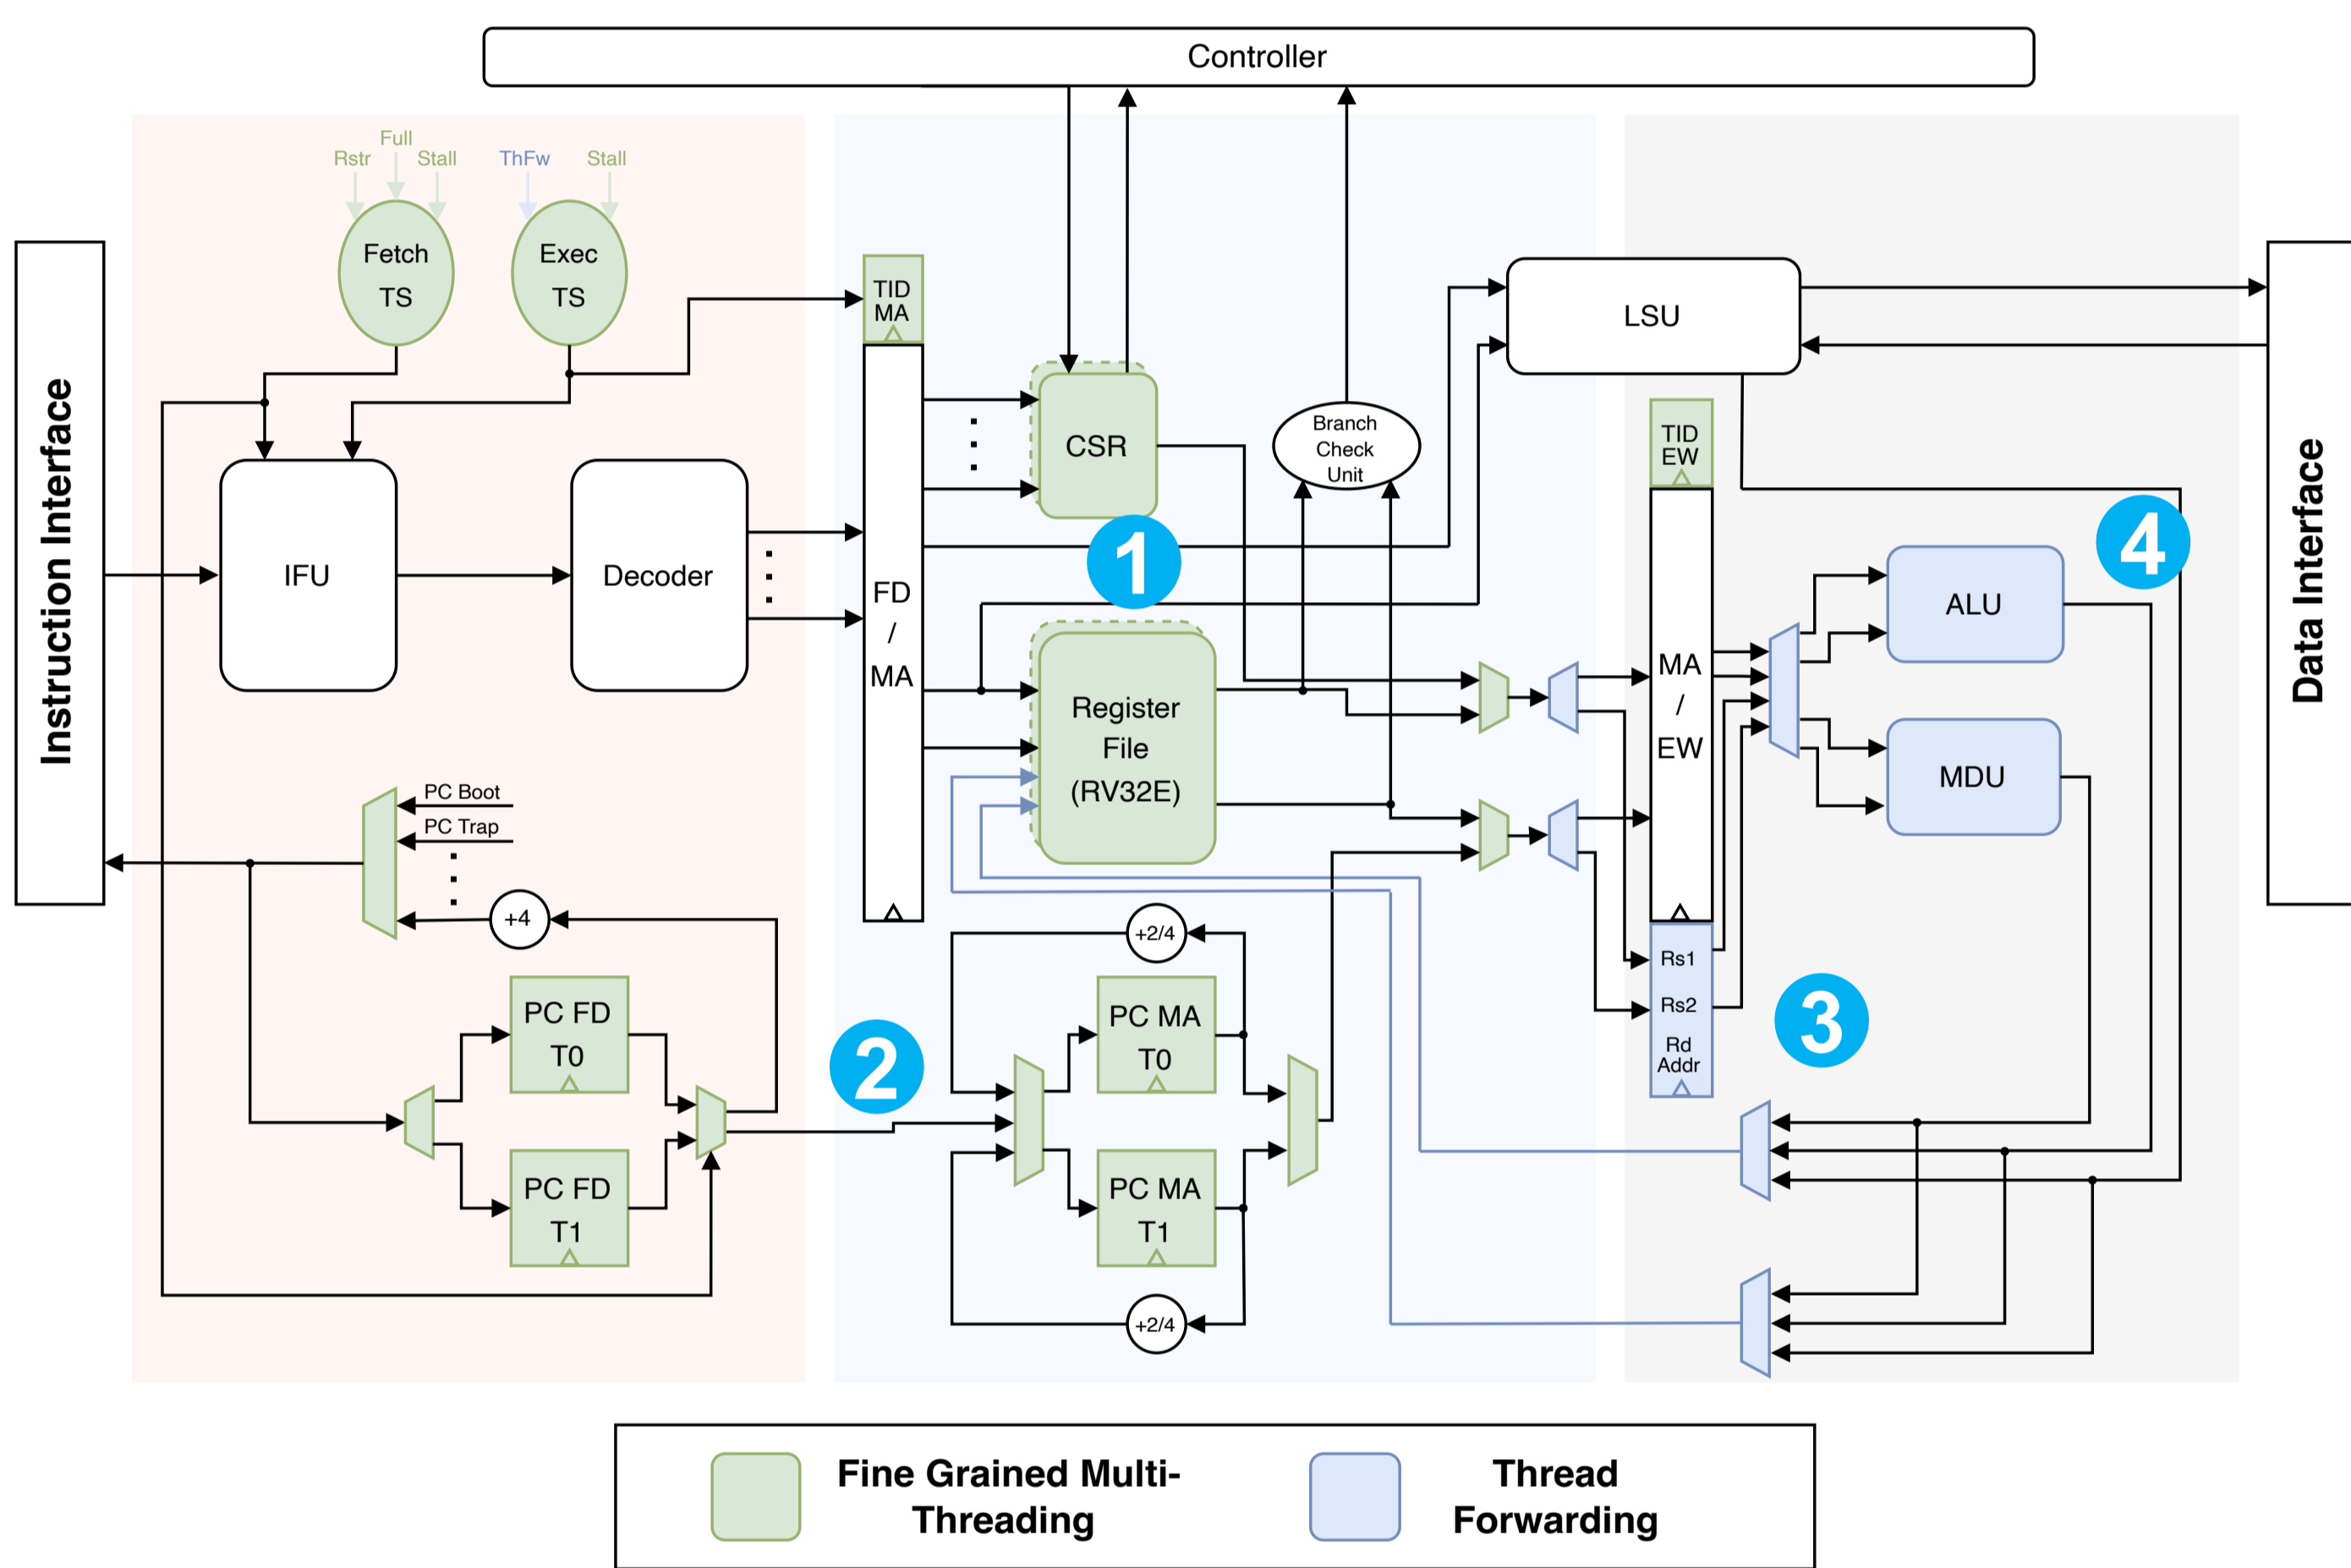 Controller
Full
Rstr
Stall
ThFw
Stall
Fetch
TS
Exec
TS
Instruction Interface
IFU
Decoder
TID
MA
FD
/
MA
CSR
Branch
Check
Unit
LSU
Data Interface
1
Register
File
(RV32E)
TID
EW
MA
/
EW
4
ALU
MDU
PC Boot
PC Trap
+4
PC FD
T0
PC FD
T1
2
+2/4
PC MA
T0
PC MA
T1
+2/4
Rs1
Rs2
Rd
Addr
3
Fine Grained Multi-
Threading
Thread
Forwarding